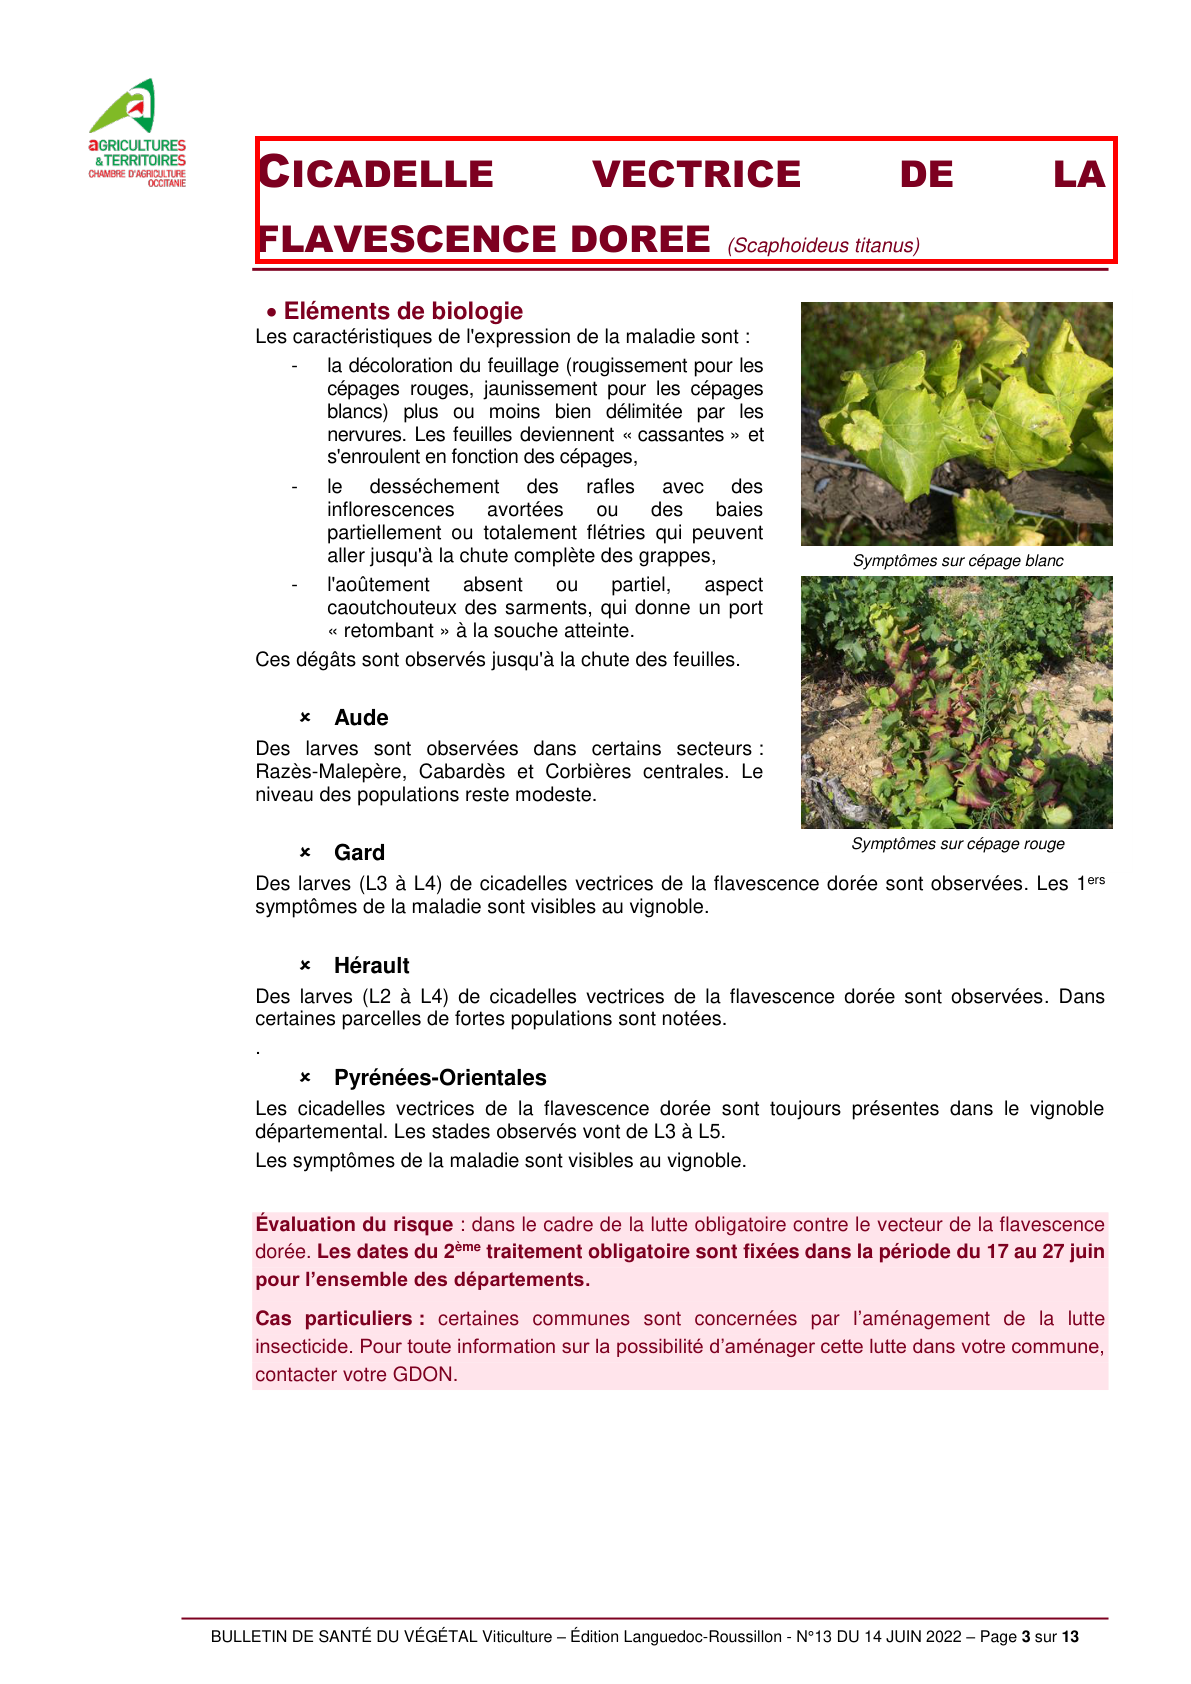 aGRICULTURES
& TERRITOIRES
CHAMBRE D'AGRICULTURE
OCCITANIE
CICADELLE VECTRICE DE LA
FLAVESCENCE DOREE (Scaphoideus titanus)
• Eléments de biologie
Les caractéristiques de l'expression de la maladie sont :
- la décoloration du feuillage (rougissement pour les
cépages rouges, jaunissement pour les cépages
blancs) plus ou moins bien délimitée par les
nervures. Les feuilles deviennent « cassantes » et
s'enroulent en fonction des cépages,
- le desséchement des rafles avec des
inflorescences avortées ou des baies
partiellement ou totalement flétries qui peuvent
aller jusqu'à la chute complète des grappes,
- l'aoûtement absent ou partiel, aspect
caoutchouteux des sarments, qui donne un port
« retombant » à la souche atteinte.
Ces dégâts sont observés jusqu'à la chute des feuilles.
Symptômes sur cépage blanc
Symptômes sur cépage rouge
× Aude
Des larves sont observées dans certains secteurs :
Razès-Malepère, Cabardès et Corbières centrales. Le
niveau des populations reste modeste.
× Gard
Des larves (L3 à L4) de cicadelles vectrices de la flavescence dorée sont observées. Les 1ers
symptômes de la maladie sont visibles au vignoble.
× Hérault
Des larves (L2 à L4) de cicadelles vectrices de la flavescence dorée sont observées. Dans
certaines parcelles de fortes populations sont notées.
.
× Pyrénées-Orientales
Les cicadelles vectrices de la flavescence dorée sont toujours présentes dans le vignoble
départemental. Les stades observés vont de L3 à L5.
Les symptômes de la maladie sont visibles au vignoble.
Évaluation du risque : dans le cadre de la lutte obligatoire contre le vecteur de la flavescence
dorée. Les dates du 2ème traitement obligatoire sont fixées dans la période du 17 au 27 juin
pour l’ensemble des départements.
Cas particuliers : certaines communes sont concernées par l’aménagement de la lutte
insecticide. Pour toute information sur la possibilité d’aménager cette lutte dans votre commune,
contacter votre GDON.
BULLETIN DE SANTÉ DU VÉGÉTAL Viticulture – Édition Languedoc-Roussillon - N°13 DU 14 JUIN 2022 – Page 3 sur 13